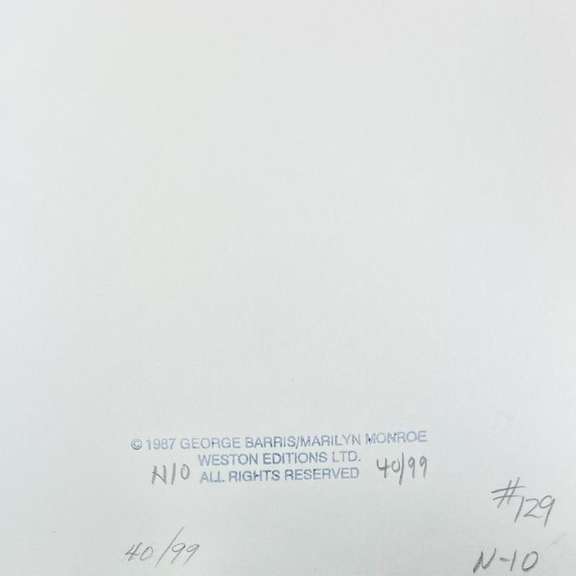 © 1987 GEORGE BARRIS/MARILYN MONROE
WESTON EDITIONS LTD.
N10 ALL RIGHTS RESERVED 40/99
#129
40/99
N-10